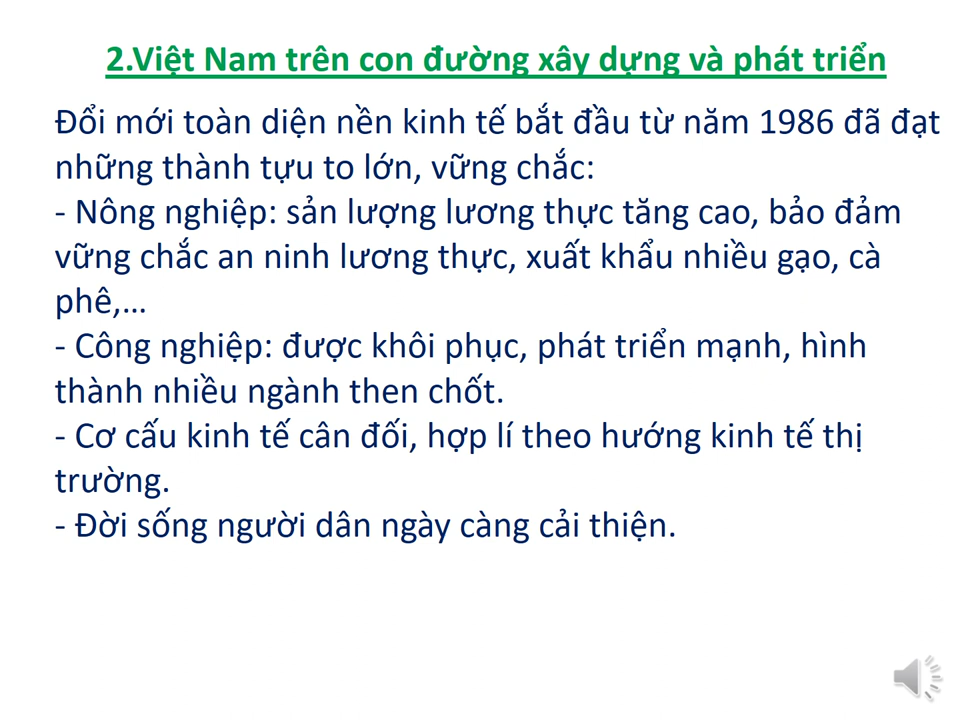 2.Việt Nam trên con đường xây dựng và phát triển
Đổi mới toàn diện nền kinh tế bắt đầu từ năm 1986 đã đạt
những thành tựu to lớn, vững chắc:
- Nông nghiệp: sản lượng lương thực tăng cao, bảo đảm
vững chắc an ninh lương thực, xuất khẩu nhiều gạo, cà
phê,…
- Công nghiệp: được khôi phục, phát triển mạnh, hình
thành nhiều ngành then chốt.
- Cơ cấu kinh tế cân đối, hợp lí theo hướng kinh tế thị
trường.
- Đời sống người dân ngày càng cải thiện.